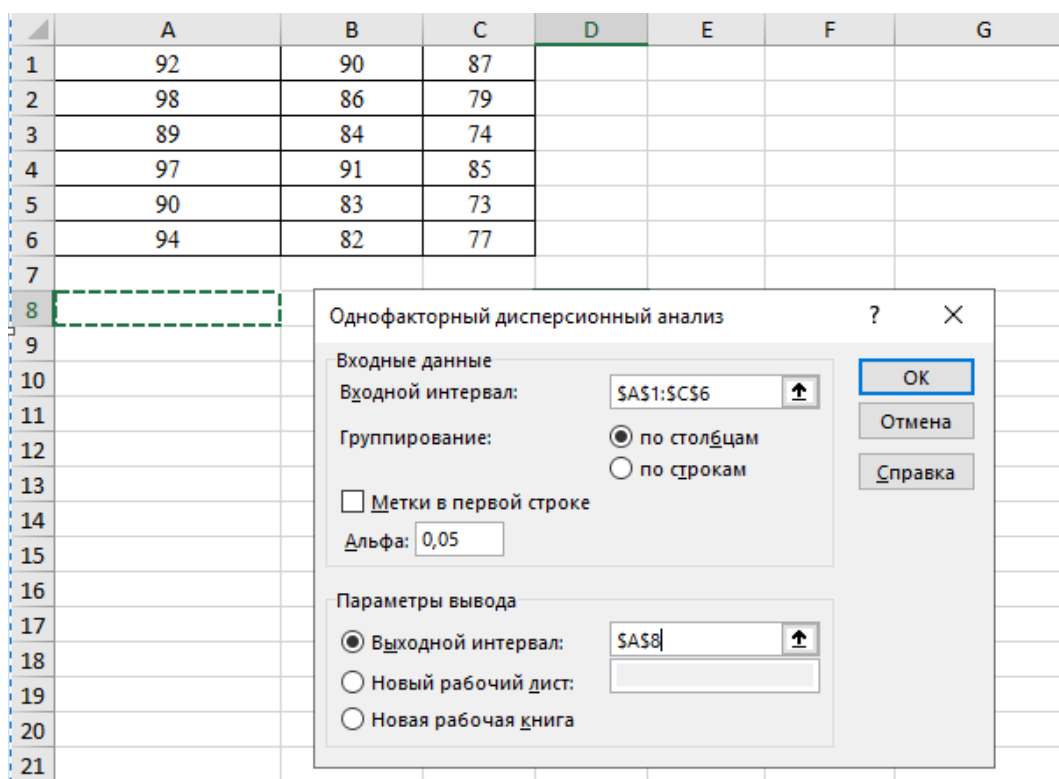 A B C D E F G
1 92 90 87
2 98 86 79
3 89 84 74
4 97 91 85
5 90 83 73
6 94 82 77
7
8
Однофакторный дисперсионный анализ ? X
9
Входные данные
10
Входной интервал: $A$1:$C$6 ОК
11
Отмена
12
Группирование: по столбцам
13
по строкам Справка
14
Метки в первой строке
15
Альфа: 0,05
16
Параметры вывода
17
Выходной интервал: $A$8
18
Новый рабочий лист:
19
Новая рабочая книга
20
21